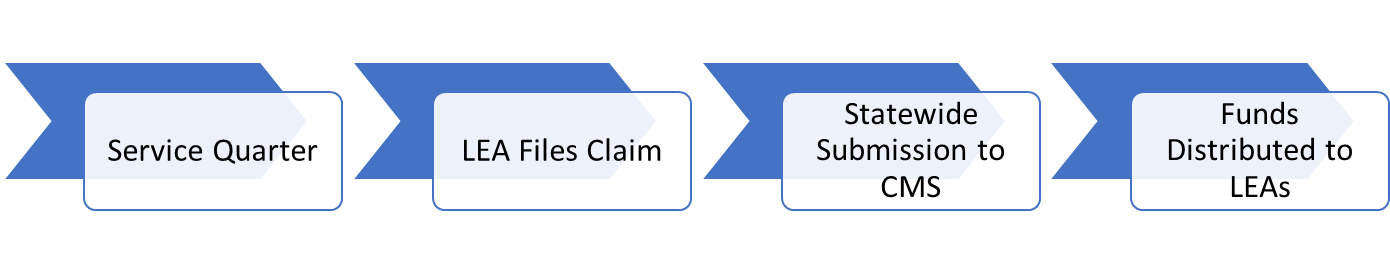 Service Quarter
LEA Files Claim
Statewide
Submission to
CMS
Funds
Distributed to
LEAs